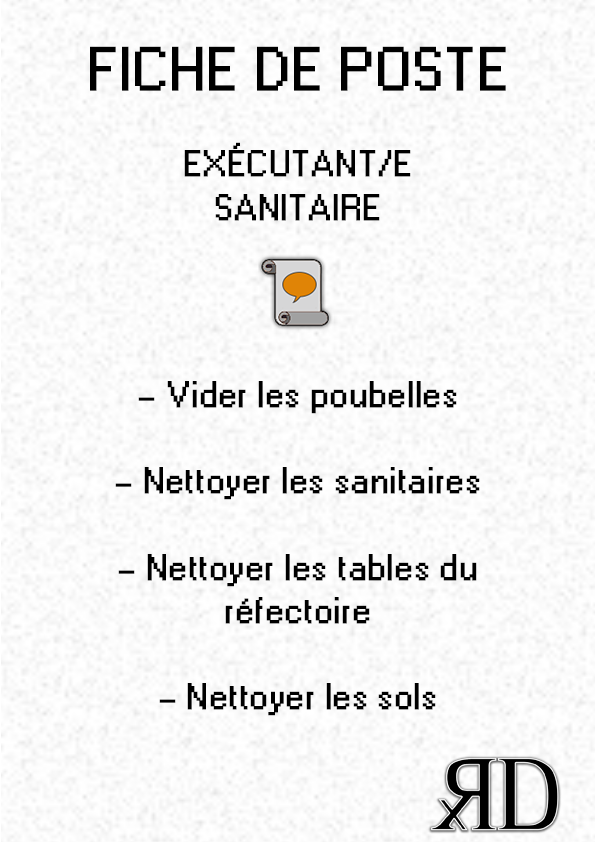 FICHE DE POSTE
EXÉCUTANT/E
SANITAIRE
- Vider les poubelles
- Nettoyer les sanitaires
- Nettoyer les tables du
réfectoire
- Nettoyer les sols